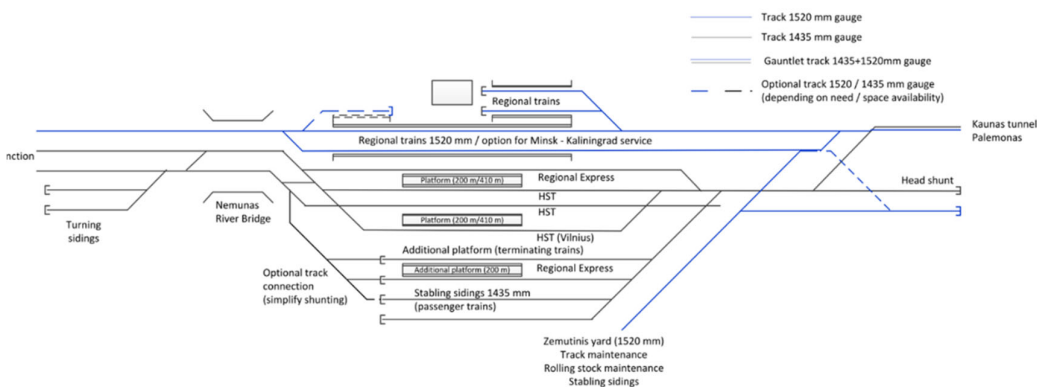 Track 1520 mm gauge
Track 1435 mm gauge
Gauntlet track 1435+1520mm gauge
Optional track 1520 / 1435 mm gauge
(depending on need / space availability)
Regional trains
Kaunas tunnel
Palemonas
Regional trains 1520 mm / option for Minsk - Kaliningrad service
nction
Platform (200 m/410 m)
Regional Express
Head shunt
HST
Nemunas
River Bridge
HST
Platform (200 m/410 m)
Turning
sidings
HST (Vilnius)
Additional platform (terminating trains)
Additional platform (200 m)
Regional Express
Optional track
connection
(simplify shunting)
Stabling sidings 1435 mm
(passenger trains)
Zemutinis yard (1520 mm)
Track maintenance
Rolling stock maintenance
Stabling sidings